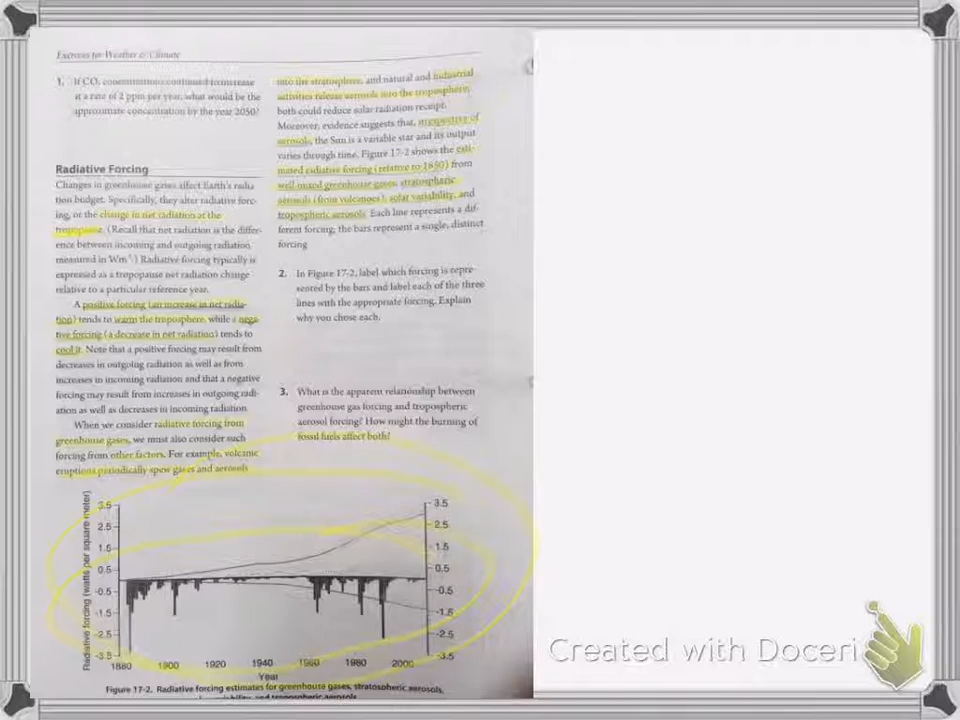 Exercises for Weather & Climate
1. If CO₂ concentrations continued to increase
at a rate of 2 ppm per year, what would be the
approximate concentration by the year 2050?
Radiative Forcing
Changes in greenhouse gases affect Earth's radia-
tion budget. Specifically, they alter radiative forc-
ing, or the change in net radiation at the
tropopause. (Recall that net radiation is the differ-
ence between incoming and outgoing radiation
measured in Wm⁻².) Radiative forcing typically is
expressed as a tropopause net radiation change
relative to a particular reference year.
A positive forcing (an increase in net radia-
tion) tends to warm the troposphere, while a nega-
tive forcing (a decrease in net radiation) tends to
cool it. Note that a positive forcing may result from
decreases in outgoing radiation as well as from
increases in incoming radiation and that a negative
forcing may result from increases in outgoing radi-
ation as well as decreases in incoming radiation.
When we consider radiative forcing from
greenhouse gases, we must also consider such
forcing from other factors. For example, volcanic
eruptions periodically spew gases and aerosols
into the stratosphere, and natural and industrial
activities release aerosols into the troposphere;
both could reduce solar radiation receipt.
Moreover, evidence suggests that, irrespective of
aerosols, the Sun is a variable star and its output
varies through time. Figure 17-2 shows the esti-
mated radiative forcing (relative to 1850) from
well-mixed greenhouse gases, stratospheric
aerosols (from volcanoes), solar variability, and
tropospheric aerosols. Each line represents a dif-
ferent forcing; the bars represent a single, distinct
forcing
2. In Figure 17-2, label which forcing is repre-
sented by the bars and label each of the three
lines with the appropriate forcing. Explain
why you chose each.
3. What is the apparent relationship between
greenhouse gas forcing and tropospheric
aerosol forcing? How might the burning of
fossil fuels affect both?
Radiative forcing (watts per square meter)
3.5
2.5
1.5
0.5
-0.5
-1.5
-2.5
-3.5
3.5
2.5
1.5
0.5
-0.5
-1.5
-2.5
-3.5
1880 1900 1920 1940 1960 1980 2000
Year
Figure 17-2. Radiative forcing estimates for greenhouse gases, stratospheric aerosols,
variability, and tropospheric aerosols
Created with Doceri